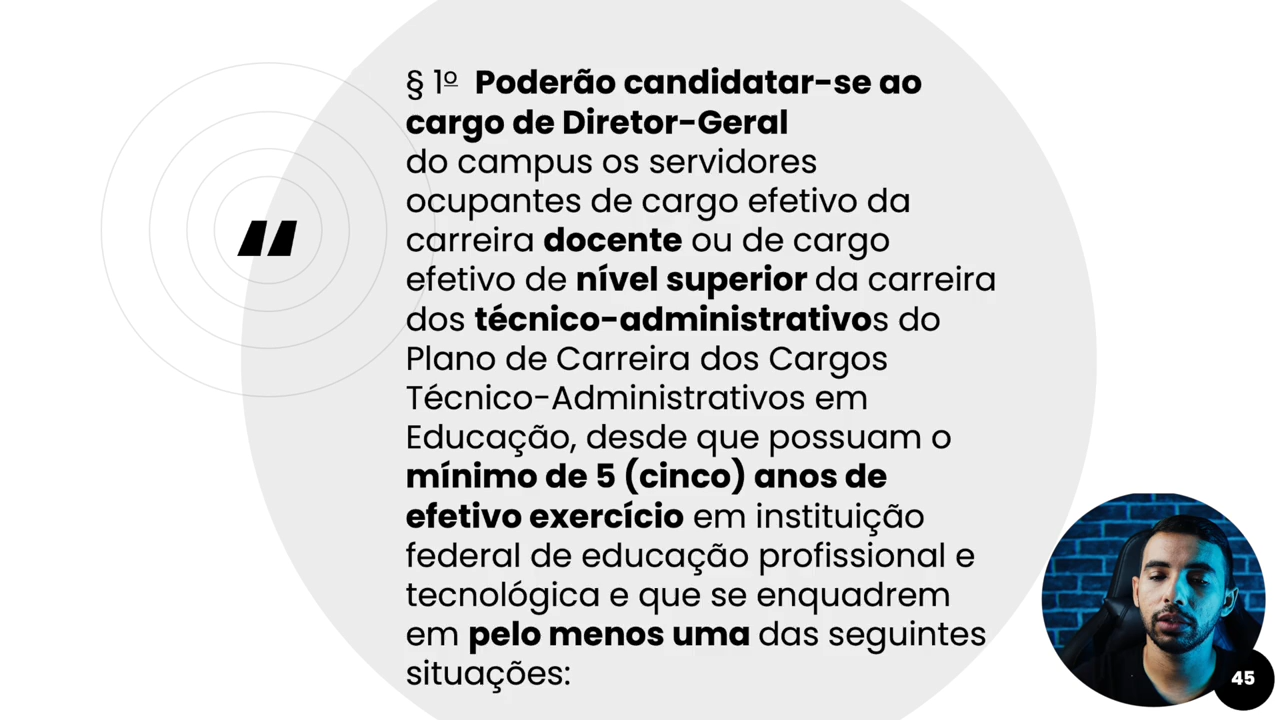 “
§ 1º Poderão candidatar-se ao
cargo de Diretor-Geral
do campus os servidores
ocupantes de cargo efetivo da
carreira docente ou de cargo
efetivo de nível superior da carreira
dos técnico-administrativos do
Plano de Carreira dos Cargos
Técnico-Administrativos em
Educação, desde que possuam o
mínimo de 5 (cinco) anos de
efetivo exercício em instituição
federal de educação profissional e
tecnológica e que se enquadrem
em pelo menos uma das seguintes
situações:
45